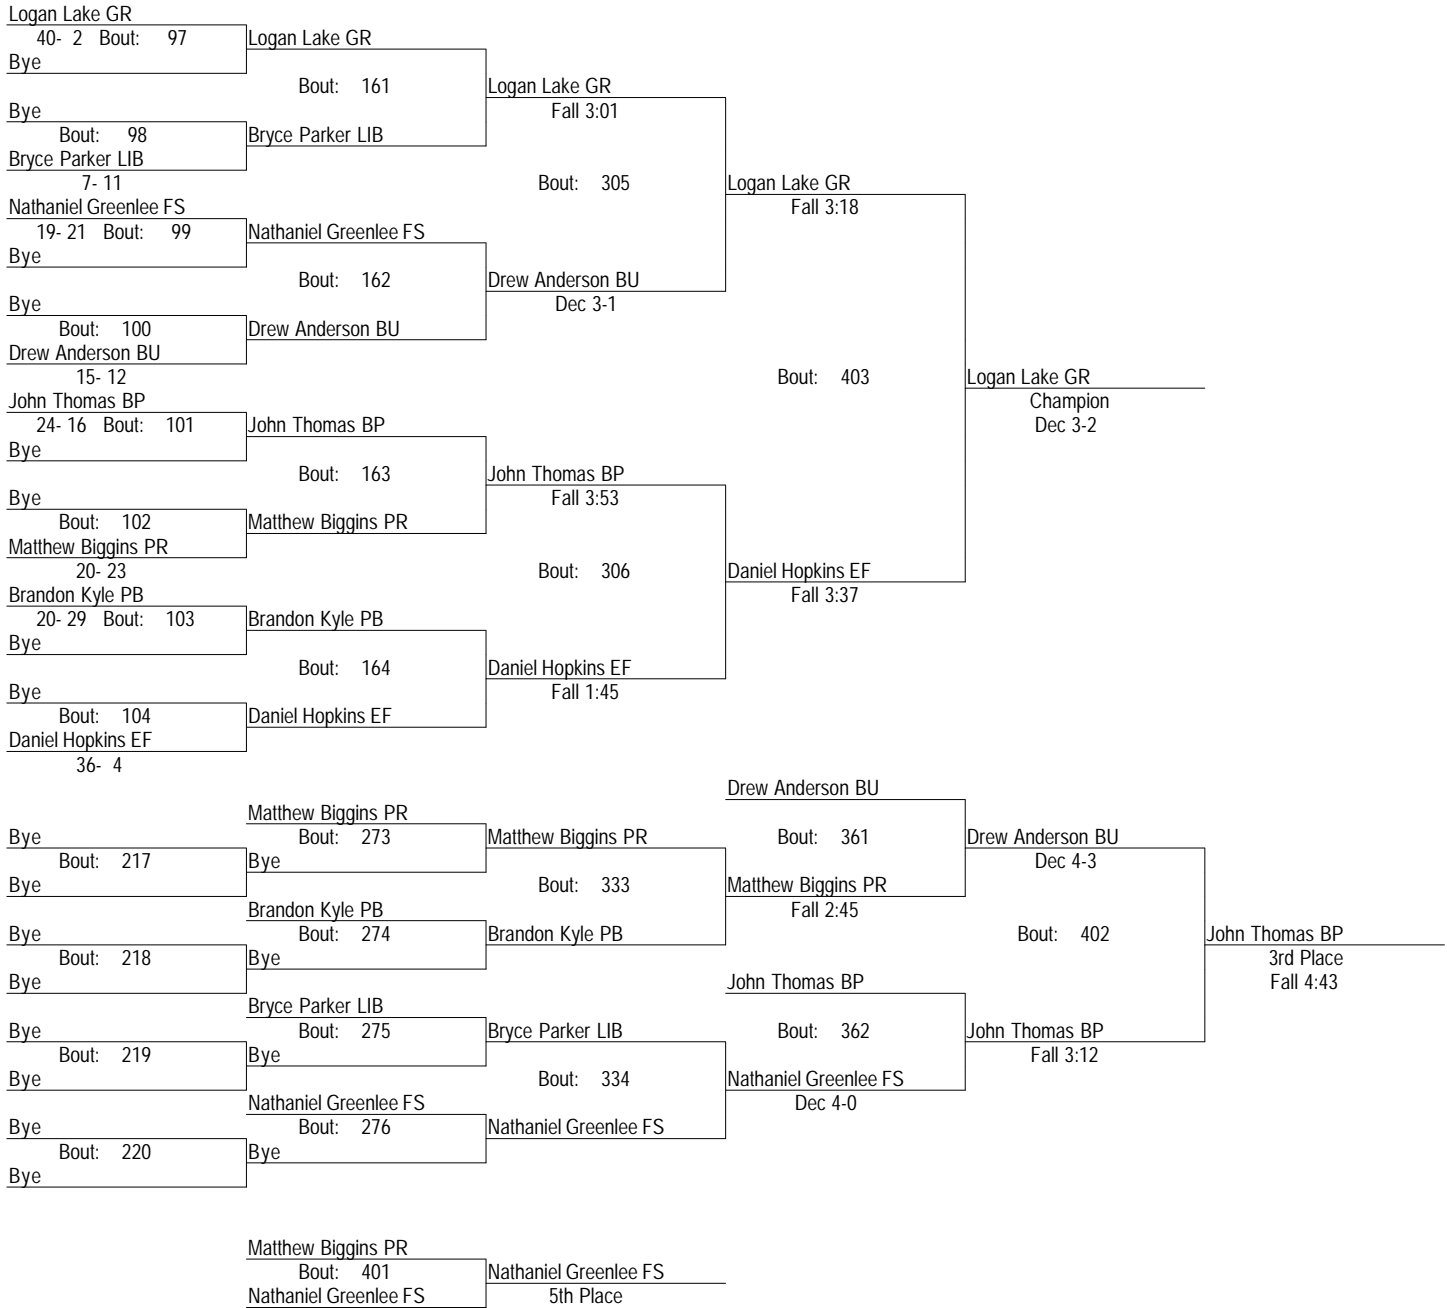 Logan Lake GR
40- 2 Bout: 97 Logan Lake GR
Bye
Bout: 161 Logan Lake GR
Bye Fall 3:01
Bout: 98 Bryce Parker LIB
Bryce Parker LIB
7- 11 Bout: 305 Logan Lake GR
Nathaniel Greenlee FS Fall 3:18
19- 21 Bout: 99 Nathaniel Greenlee FS
Bye
Bout: 162 Drew Anderson BU
Bye Dec 3-1
Bout: 100 Drew Anderson BU
Drew Anderson BU
15- 12 Bout: 403 Logan Lake GR
John Thomas BP Champion
24- 16 Bout: 101 John Thomas BP Dec 3-2
Bye
Bout: 163 John Thomas BP
Bye Fall 3:53
Bout: 102 Matthew Biggins PR
Matthew Biggins PR
20- 23 Bout: 306 Daniel Hopkins EF
Brandon Kyle PB Fall 3:37
20- 29 Bout: 103 Brandon Kyle PB
Bye
Bout: 164 Daniel Hopkins EF
Bye Fall 1:45
Bout: 104 Daniel Hopkins EF
Daniel Hopkins EF
36- 4
Drew Anderson BU
Matthew Biggins PR
Bye Bout: 273 Matthew Biggins PR Bout: 361 Drew Anderson BU
Bout: 217 Bye Dec 4-3
Bye Bout: 333 Matthew Biggins PR
Brandon Kyle PB Fall 2:45
Bye Bout: 274 Brandon Kyle PB Bout: 402 John Thomas BP
Bout: 218 Bye 3rd Place
Bye John Thomas BP Fall 4:43
Bryce Parker LIB
Bye Bout: 275 Bryce Parker LIB Bout: 362 John Thomas BP
Bout: 219 Bye Fall 3:12
Bye Bout: 334 Nathaniel Greenlee FS
Nathaniel Greenlee FS Dec 4-0
Bye Bout: 276 Nathaniel Greenlee FS
Bout: 220 Bye
Bye
Matthew Biggins PR
Bout: 401 Nathaniel Greenlee FS
Nathaniel Greenlee FS 5th Place